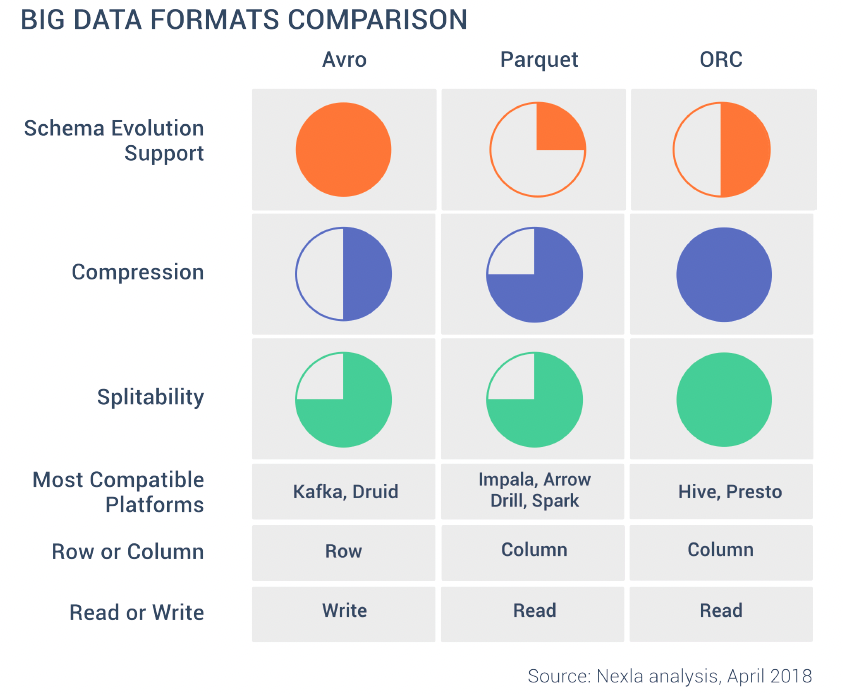 BIG DATA FORMATS COMPARISON
Avro Parquet ORC
Schema Evolution
Support
Compression
Splitability
Most Compatible
Platforms
Kafka, Druid
Impala, Arrow
Drill, Spark
Hive, Presto
Row or Column
Row Column Column
Read or Write
Write Read Read
Source: Nexla analysis, April 2018